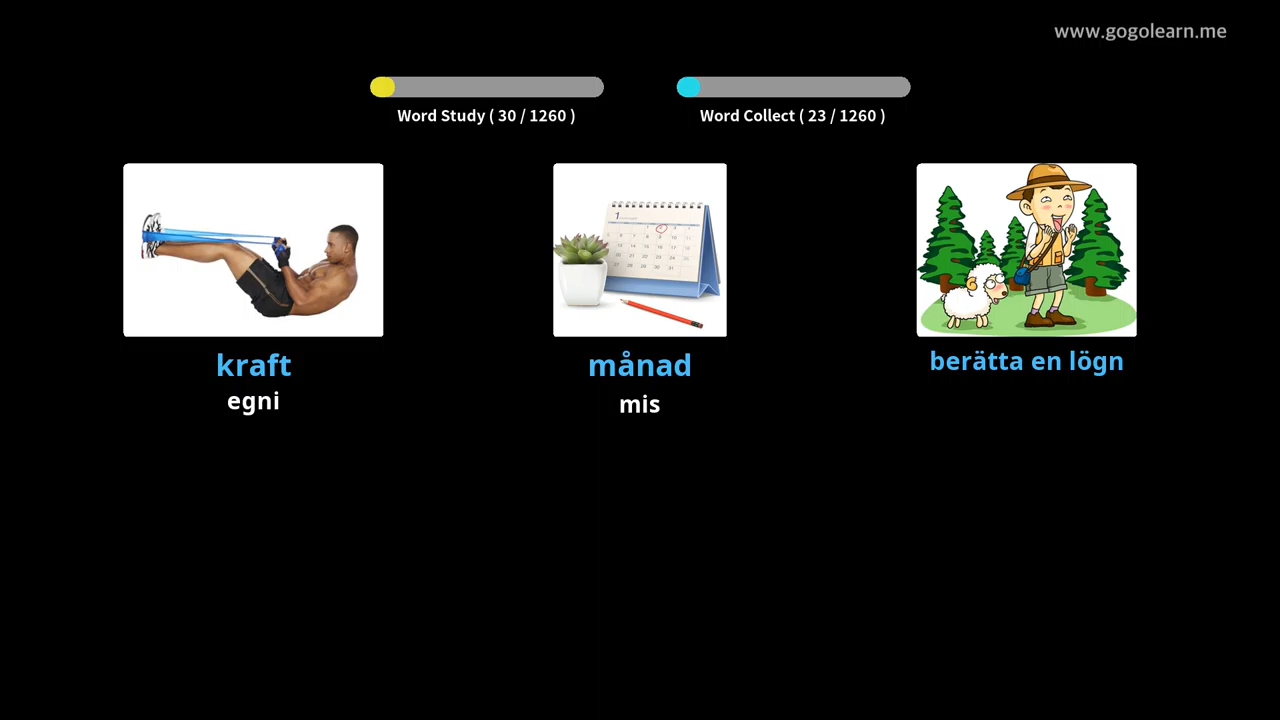 www.gogolearn.me
Word Study ( 30 / 1260 )
Word Collect ( 23 / 1260 )
kraft
egni
månad
mis
berätta en lögn